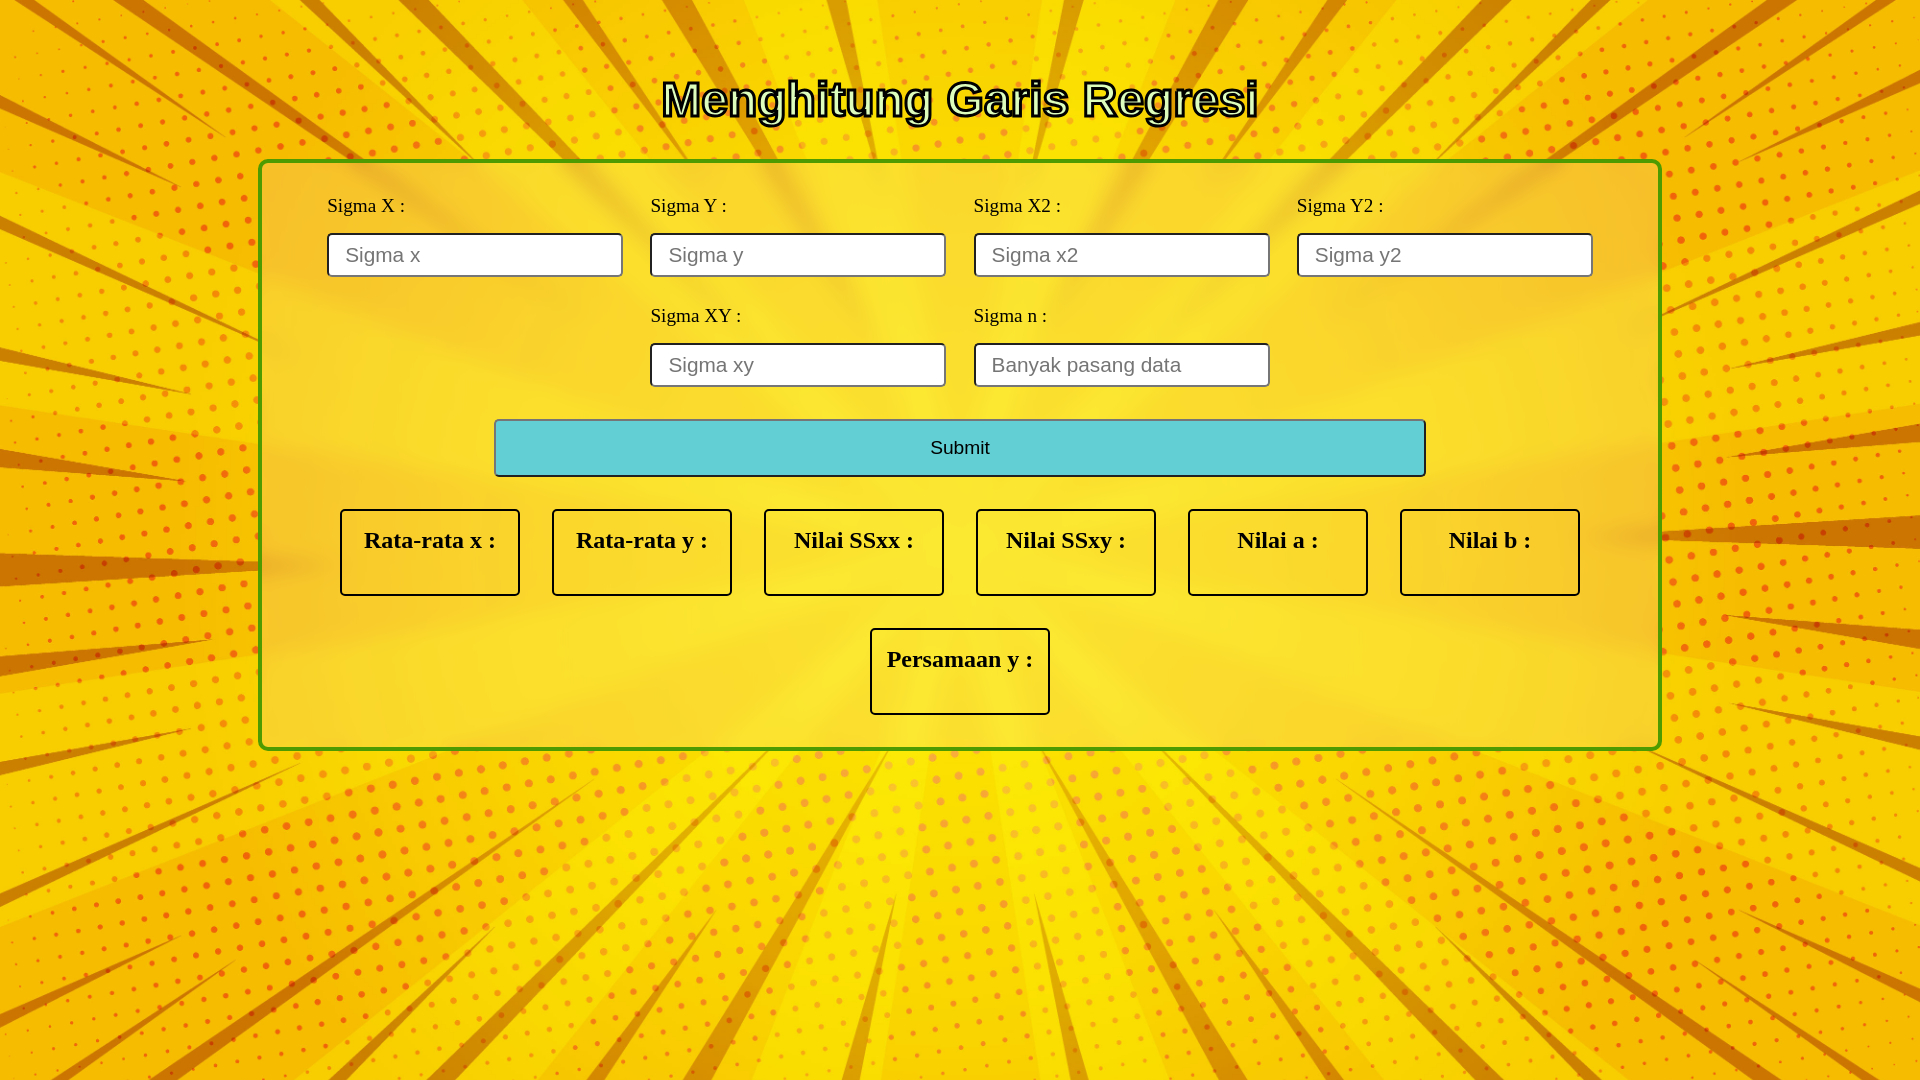 Menghitung Garis Regresi
Sigma X :
Sigma Y :
Sigma X2 :
Sigma Y2 :
Sigma x
Sigma y
Sigma x2
Sigma y2
Sigma XY :
Sigma n :
Sigma xy
Banyak pasang data
Submit
Rata-rata x :
Rata-rata y :
Nilai SSxx :
Nilai SSxy :
Nilai a :
Nilai b :
Persamaan y :